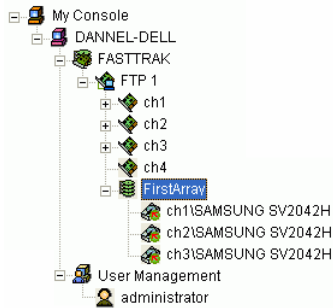 My Console
DANNEL-DELL
FASTTRAK
FTP 1
ch1
ch2
ch3
ch4
FirstArray
ch1\SAMSUNG SV2042H
ch2\SAMSUNG SV2042H
ch3\SAMSUNG SV2042H
User Management
administrator